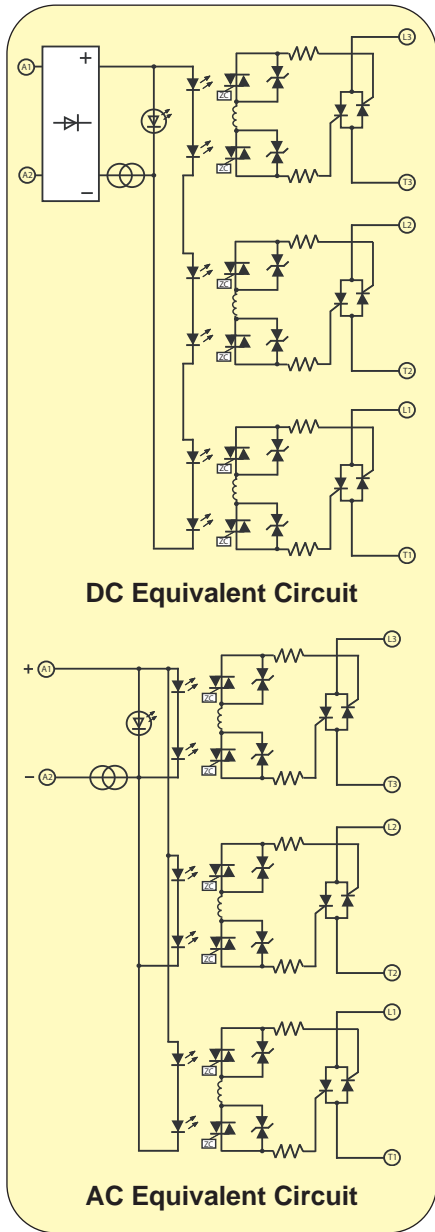 L3
A1
+
ZC
ZC
A2
−
T3
L2
ZC
ZC
T2
L1
ZC
ZC
T1
DC Equivalent Circuit
L3
+ A1
ZC
ZC
− A2
T3
L2
ZC
ZC
T2
L1
ZC
ZC
T1
AC Equivalent Circuit